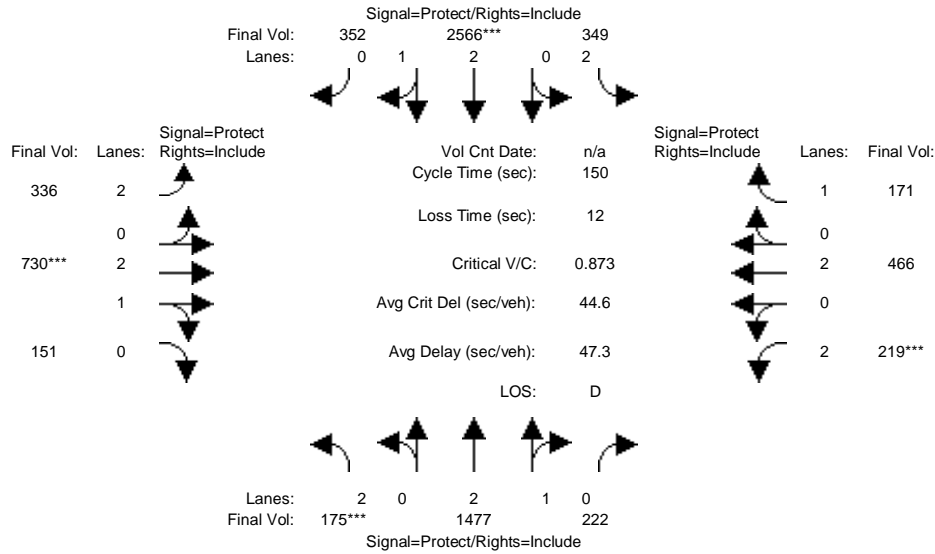 Signal=Protect/Rights=Include
Final Vol: 352 2566*** 349
Lanes: 0 1 2 0 2
Signal=Protect
Final Vol: Lanes: Rights=Include
Vol Cnt Date: n/a
Signal=Protect
Rights=Include Lanes: Final Vol:
Cycle Time (sec): 150
336 2
1 171
Loss Time (sec): 12
0
0
730*** 2
Critical V/C: 0.873
2 466
1
Avg Crit Del (sec/veh): 44.6
0
151 0
Avg Delay (sec/veh): 47.3
2 219***
LOS: D
Lanes: 2 0 2 1 0
Final Vol: 175*** 1477 222
Signal=Protect/Rights=Include